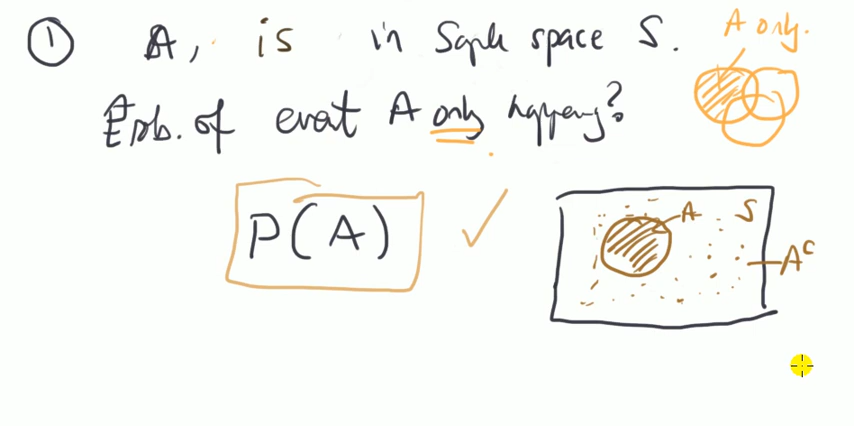 ① A, is in Sample space S.
A only.
Prob. of event A only happening?
P(A) ✓
A S
A^c